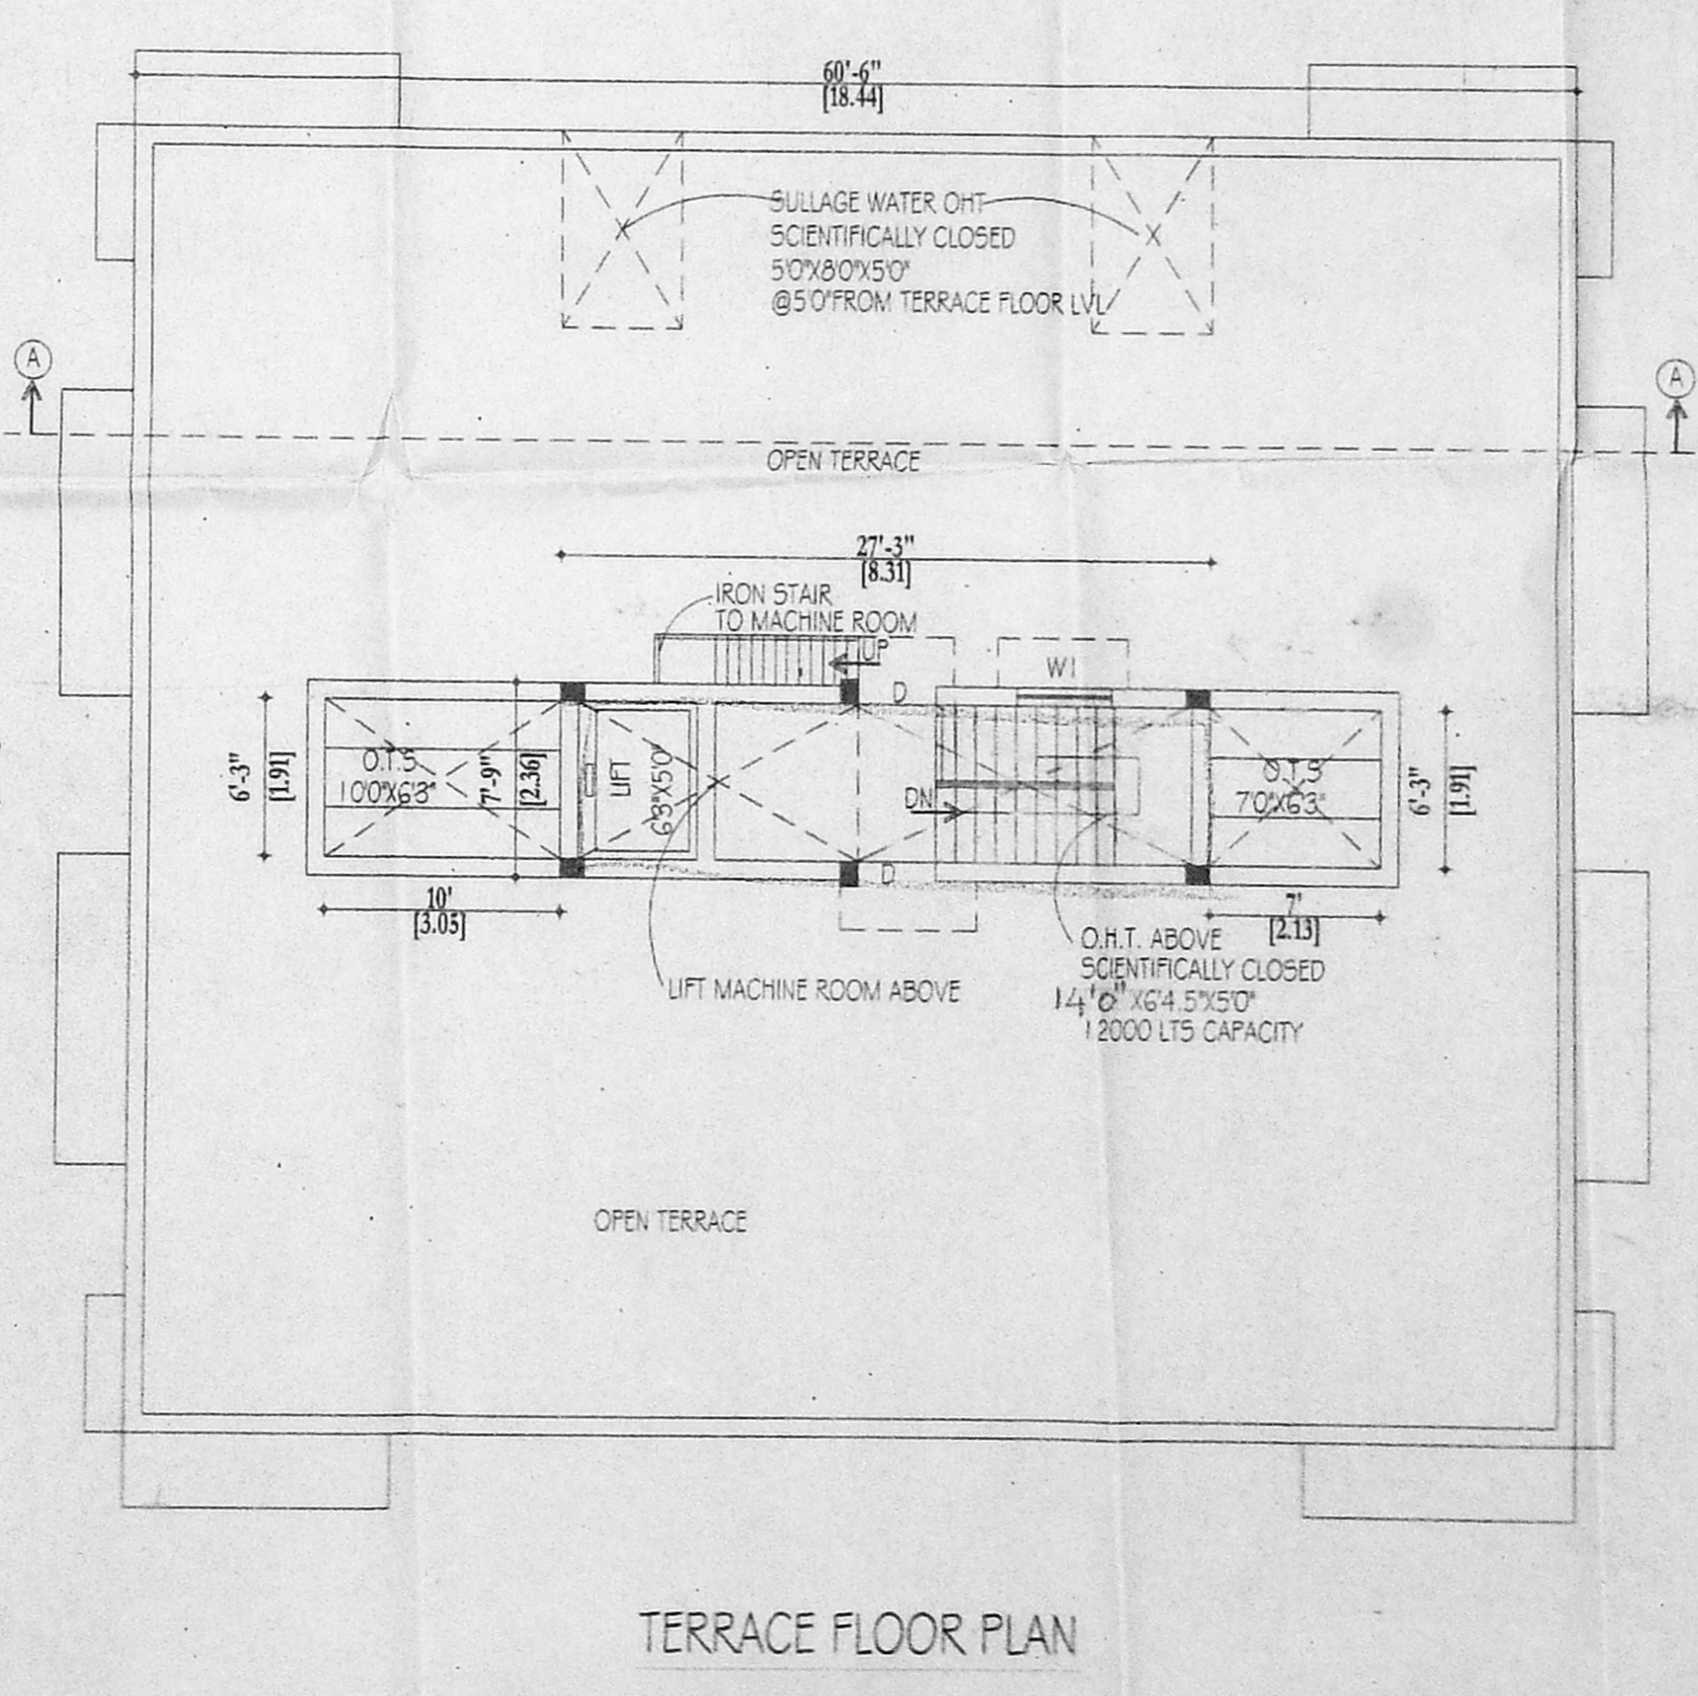 60'-6"
[18.44]
SULLAGE WATER OHT
SCIENTIFICALLY CLOSED
5'0"X8'0"X5'0"
@5'0"FROM TERRACE FLOOR LVL
A
A
OPEN TERRACE
27'-3"
[8.31]
IRON STAIR
TO MACHINE ROOM
UP
W1
D
6'-3"
[1.91]
O.T.S
10'0"X6'3"
7'-9"
[2.36]
LIFT
6'3"X5'0"
DN
O.T.S
7'0"X6'3"
6'-3"
[1.91]
D
10'
[3.05]
7'
[2.13]
O.H.T. ABOVE
SCIENTIFICALLY CLOSED
14'0"X6'4.5"X5'0"
12000 LTS CAPACITY
LIFT MACHINE ROOM ABOVE
OPEN TERRACE
TERRACE FLOOR PLAN